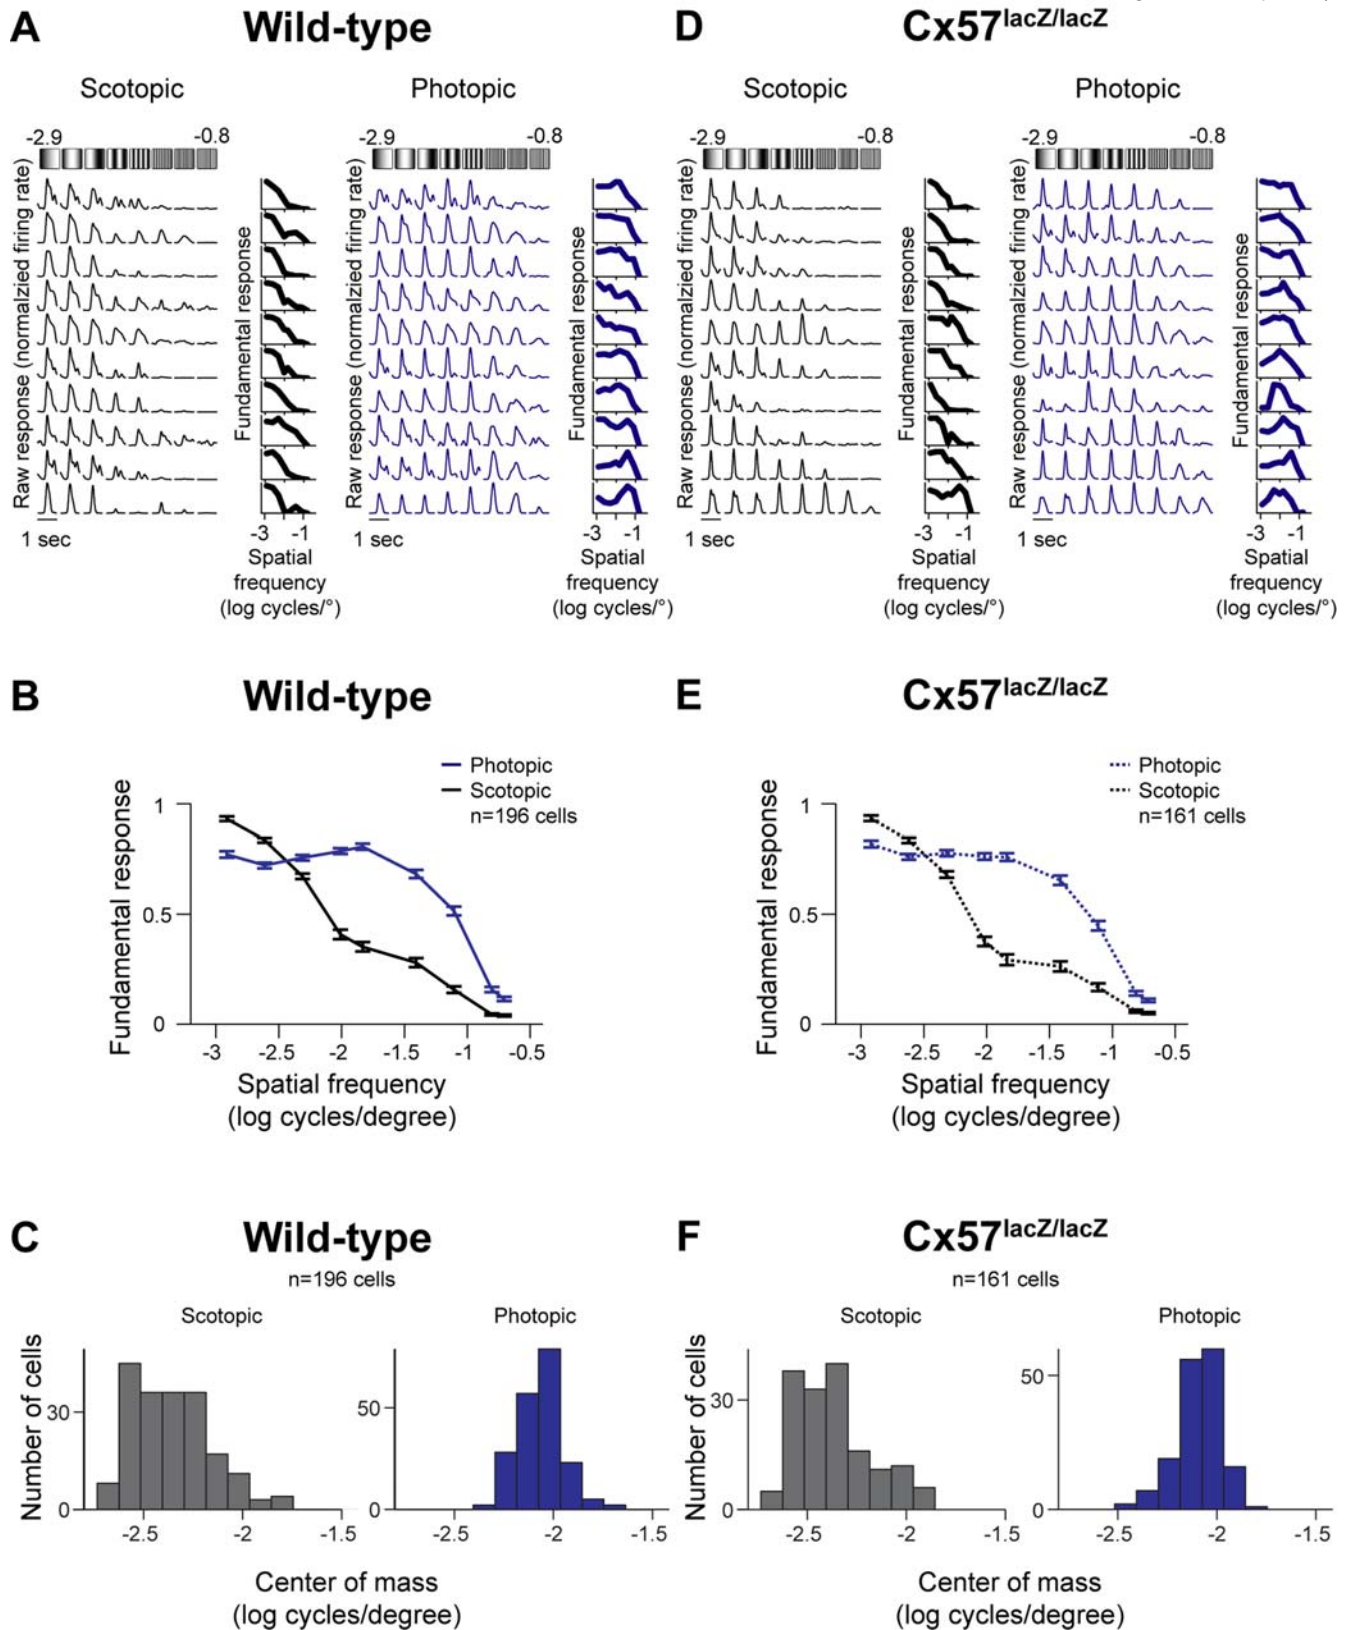 A Wild-type D Cx57lacZ/lacZ
Scotopic Photopic Scotopic Photopic
-2.9 -0.8 -2.9 -0.8 -2.9 -0.8 -2.9 -0.8
Raw response (normalzied firing rate)
Fundamental response
Raw response (normalzied firing rate)
Fundamental response
Raw response (normalzied firing rate)
Fundamental response
Raw response (normalzied firing rate)
Fundamental response
1 sec -3 -1 1 sec -3 -1 1 sec -3 -1 1 sec -3 -1
Spatial Spatial Spatial Spatial
frequency frequency frequency frequency
(log cycles/°) (log cycles/°) (log cycles/°) (log cycles/°)
B Wild-type E Cx57lacZ/lacZ
Photopic
Scotopic
n=196 cells
Fundamental response
1
0.5
0
-3 -2.5 -2 -1.5 -1 -0.5
Spatial frequency
(log cycles/degree)
Photopic
Scotopic
n=161 cells
Fundamental response
1
0.5
0
-3 -2.5 -2 -1.5 -1 -0.5
Spatial frequency
(log cycles/degree)
C Wild-type F Cx57lacZ/lacZ
n=196 cells n=161 cells
Scotopic Photopic Scotopic Photopic
Number of cells
30
0
50
0
Number of cells
30
0
50
0
-2.5 -2 -1.5 -2.5 -2 -1.5 -2.5 -2 -1.5 -2.5 -2 -1.5
Center of mass Center of mass
(log cycles/degree) (log cycles/degree)